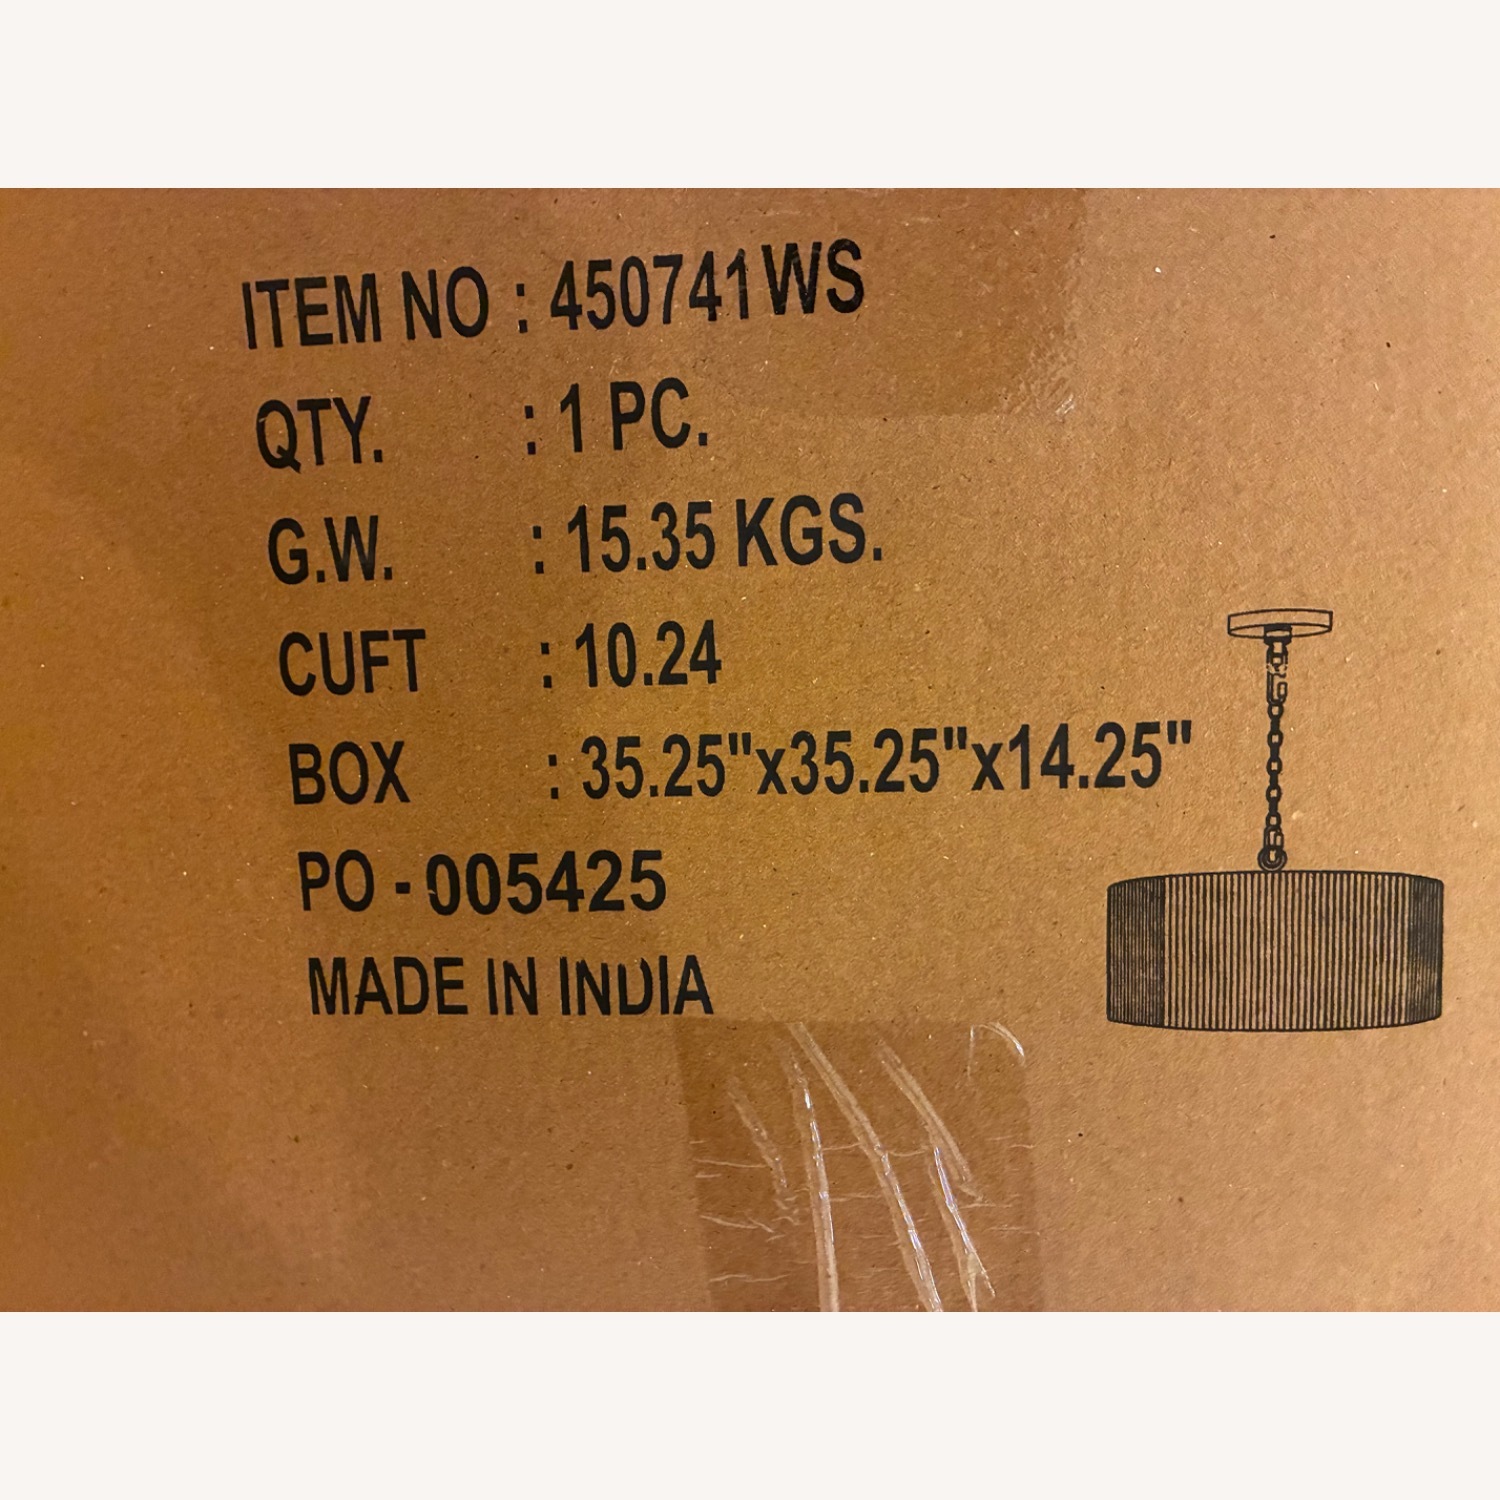 ITEM NO : 450741WS
QTY. : 1 PC.
G.W. : 15.35 KGS.
CUFT : 10.24
BOX : 35.25"x35.25"x14.25"
PO - 005425
MADE IN INDIA